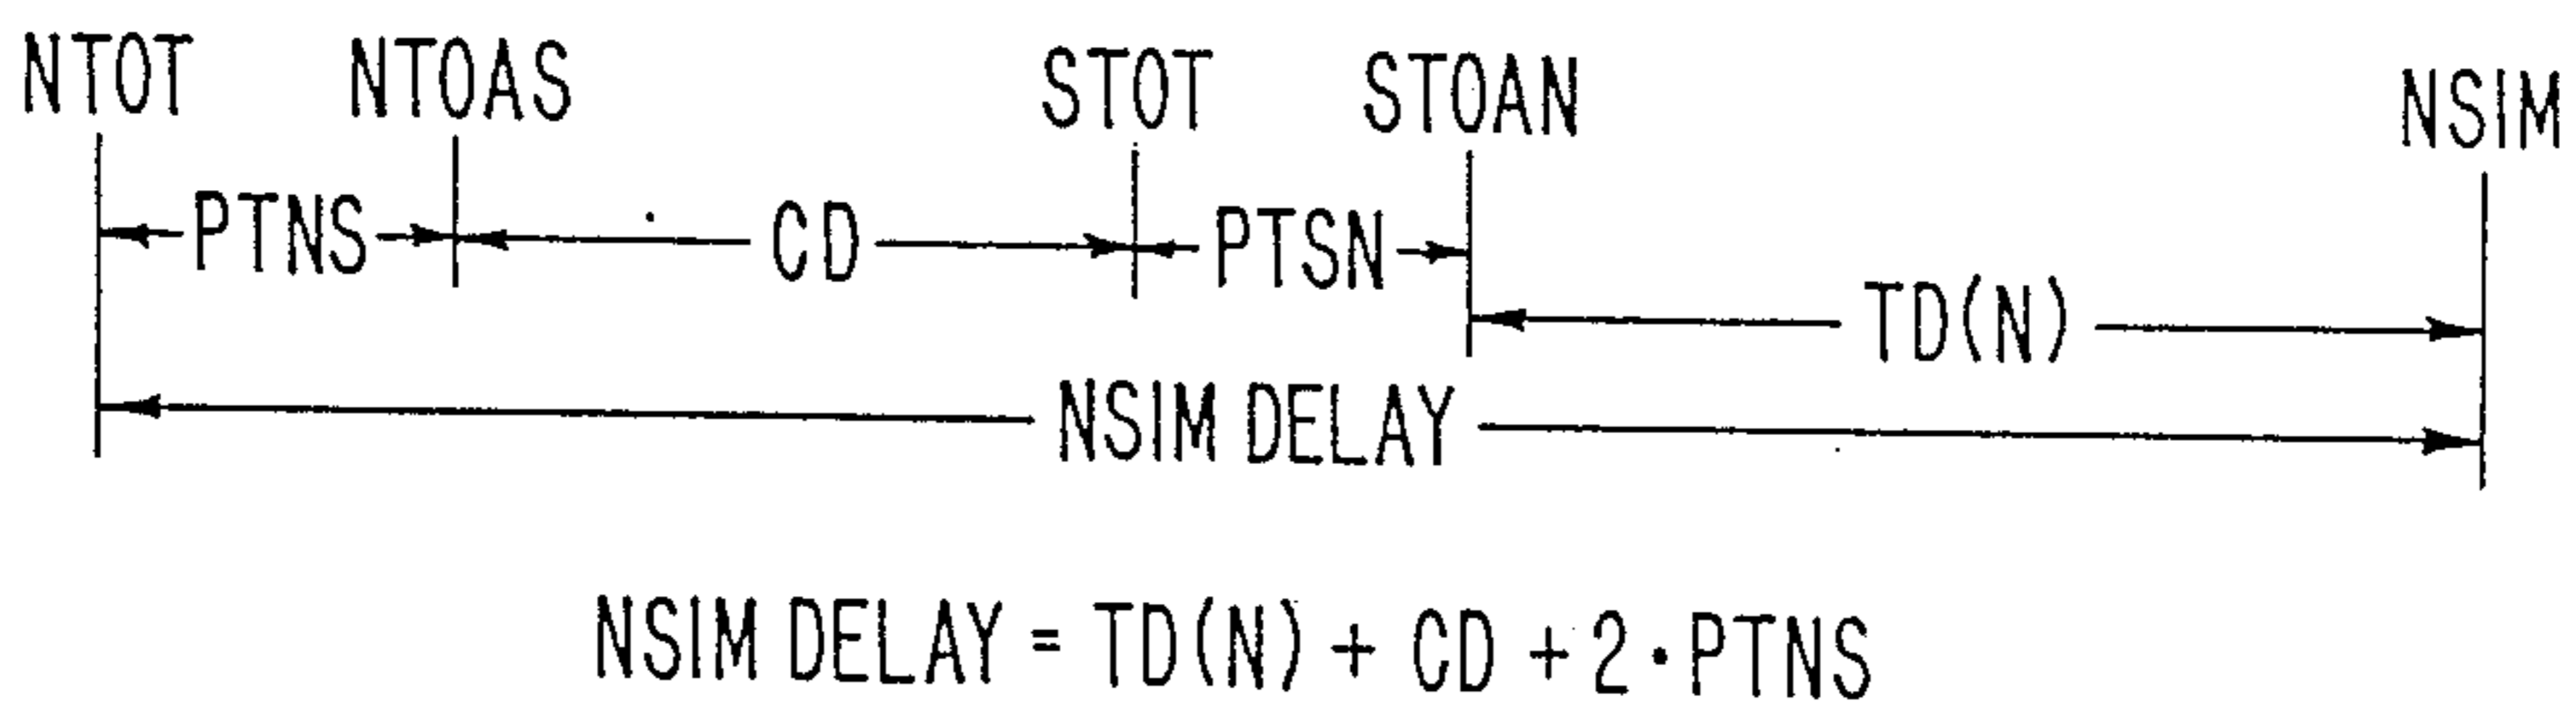 NTOT NTOAS STOT STOAN NSIM
PTNS CD PTSN
TD(N)
NSIM DELAY
NSIM DELAY = TD(N) + CD + 2·PTNS